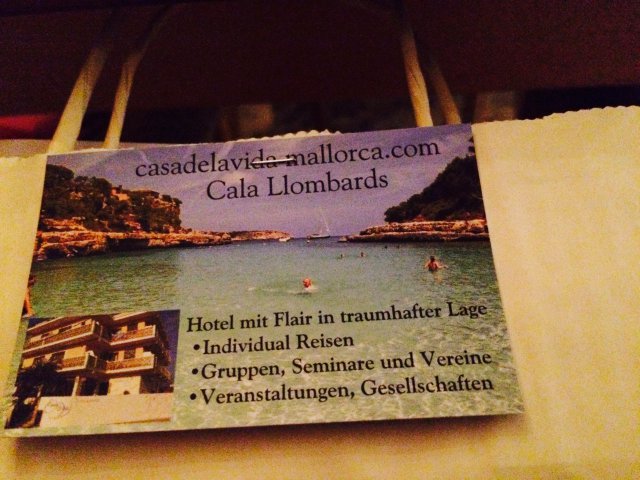 casadelavida-mallorca.com
Cala Llombards
Hotel mit Flair in traumhafter Lage
•Individual Reisen
•Gruppen, Seminare und Vereine
•Veranstaltungen, Gesellschaften